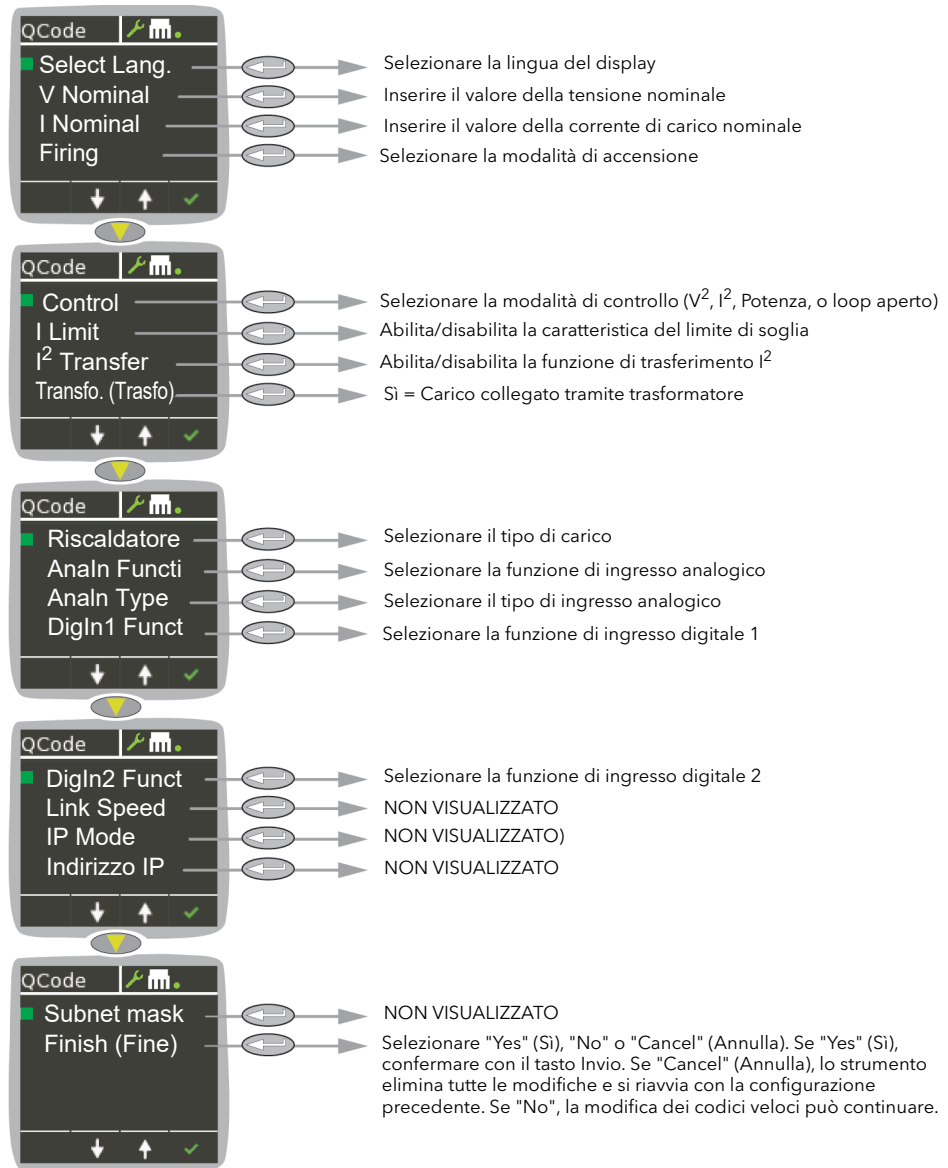 QCode
Select Lang. Selezionare la lingua del display
V Nominal Inserire il valore della tensione nominale
I Nominal Inserire il valore della corrente di carico nominale
Firing Selezionare la modalità di accensione
QCode
Control Selezionare la modalità di controllo (V², I², Potenza, o loop aperto)
I Limit Abilita/disabilita la caratteristica del limite di soglia
I² Transfer Abilita/disabilita la funzione di trasferimento I²
Transfo. (Trasfo) Sì = Carico collegato tramite trasformatore
QCode
Riscaldatore Selezionare il tipo di carico
AnaIn Functi Selezionare la funzione di ingresso analogico
AnaIn Type Selezionare il tipo di ingresso analogico
DigIn1 Funct Selezionare la funzione di ingresso digitale 1
QCode
DigIn2 Funct Selezionare la funzione di ingresso digitale 2
Link Speed NON VISUALIZZATO
IP Mode NON VISUALIZZATO)
Indirizzo IP NON VISUALIZZATO
QCode
Subnet mask NON VISUALIZZATO
Finish (Fine) Selezionare "Yes" (Sì), "No" o "Cancel" (Annulla). Se "Yes" (Sì),
confermare con il tasto Invio. Se "Cancel" (Annulla), lo strumento
elimina tutte le modifiche e si riavvia con la configurazione
precedente. Se "No", la modifica dei codici veloci può continuare.